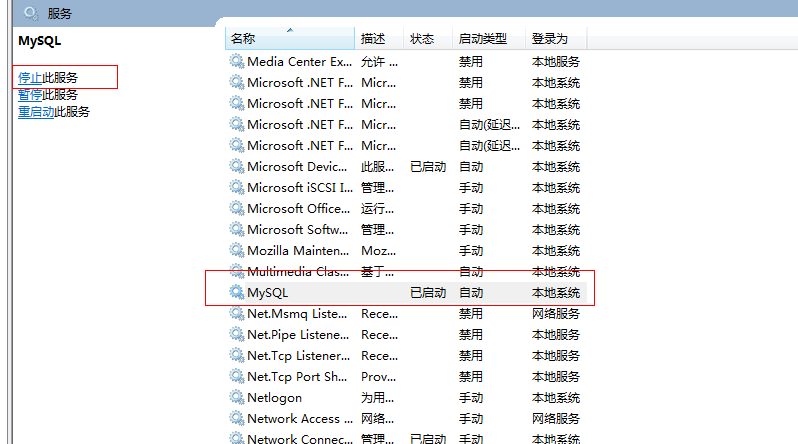 服务
MySQL
停止此服务
暂停此服务
重启动此服务
名称 描述 状态 启动类型 登录为
Media Center Ex... 允许 ... 禁用 本地服务
Microsoft .NET F... Micr... 禁用 本地系统
Microsoft .NET F... Micr... 禁用 本地系统
Microsoft .NET F... Micr... 自动(延迟... 本地系统
Microsoft .NET F... Micr... 自动(延迟... 本地系统
Microsoft Devic... 此服... 已启动 自动 本地系统
Microsoft iSCSI I... 管理... 手动 本地系统
Microsoft Office... 运行... 手动 本地系统
Microsoft Softw... 管理... 手动 本地系统
Mozilla Mainten... Moz... 手动 本地系统
Multimedia Clas... 基于... 自动 本地系统
MySQL 已启动 自动 本地系统
Net.Msmq Liste... Rece... 禁用 网络服务
Net.Pipe Listene... Rece... 禁用 本地服务
Net.Tcp Listener... Rece... 禁用 本地服务
Net.Tcp Port Sh... Prov... 禁用 本地服务
Netlogon 为用... 手动 本地系统
Network Access ... 网络... 手动 网络服务
Network Connec... 管理... 已启动 手动 本地系统